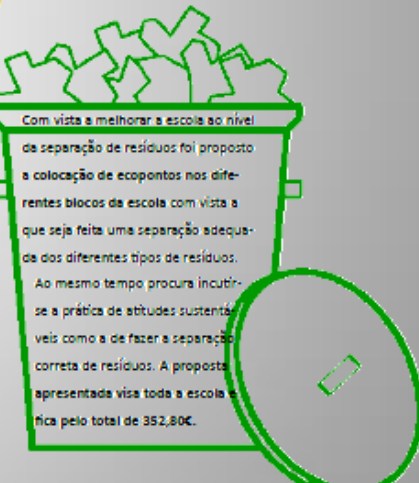 Com vista a melhorar a escola ao nível
da separação de resíduos foi proposto
a colocação de ecopontos nos dife-
rentes blocos da escola com vista a
que seja feita uma separação adequa-
da dos diferentes tipos de resíduos.
Ao mesmo tempo procura incutir-
se a prática de atitudes sustentá-
veis como a de fazer a separação
correta de resíduos. A proposta
apresentada visa toda a escola e
fica pelo total de 352,80€.